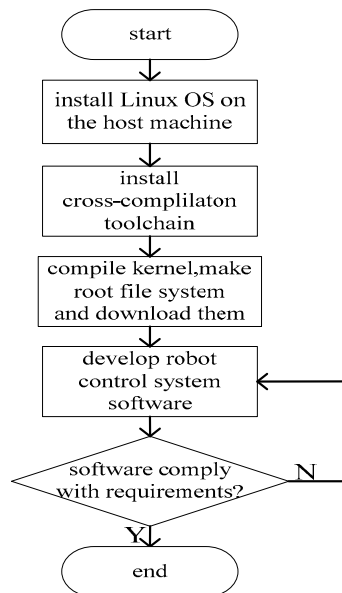 start
install Linux OS on
the host machine
install
cross-complilaton
toolchain
compile kernel,make
root file system
and download them
develop robot
control system
software
software comply
with requirements?
N
Y
end